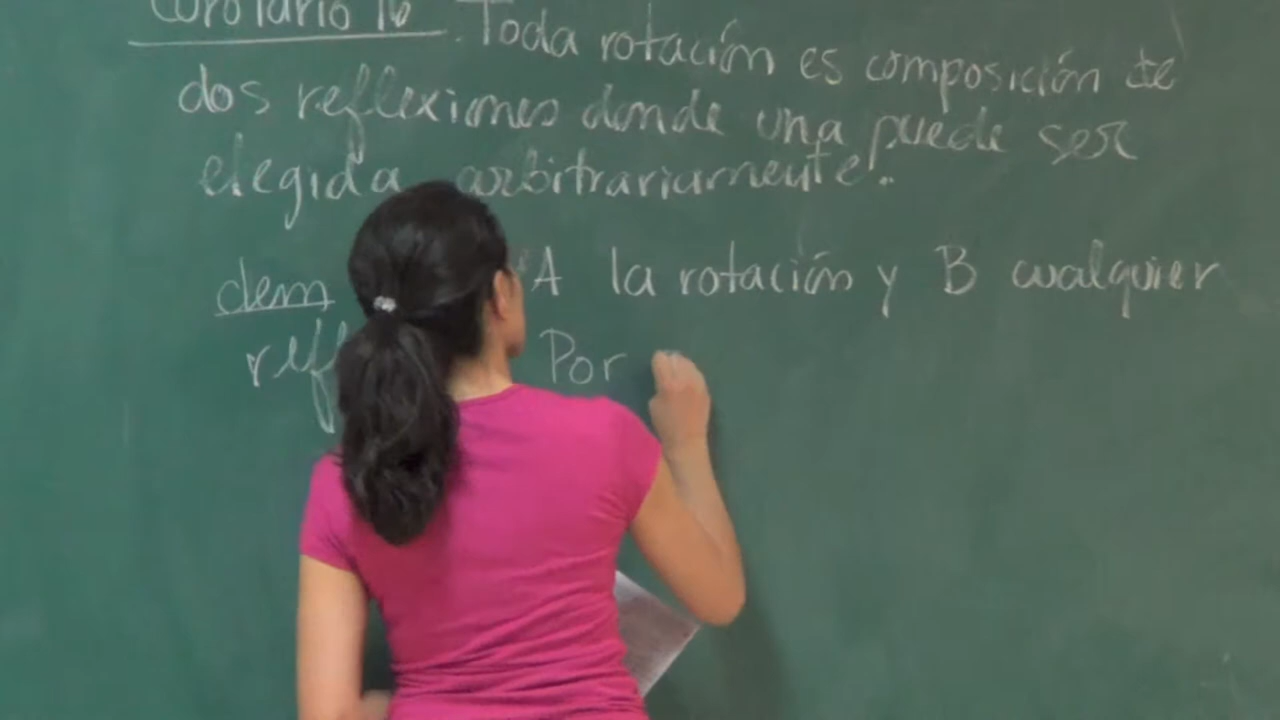 Corolario 16. Toda rotación es composición de
dos reflexiones donde una puede ser
elegida arbitrariamente.
dem A la rotación y B cualquier
Por